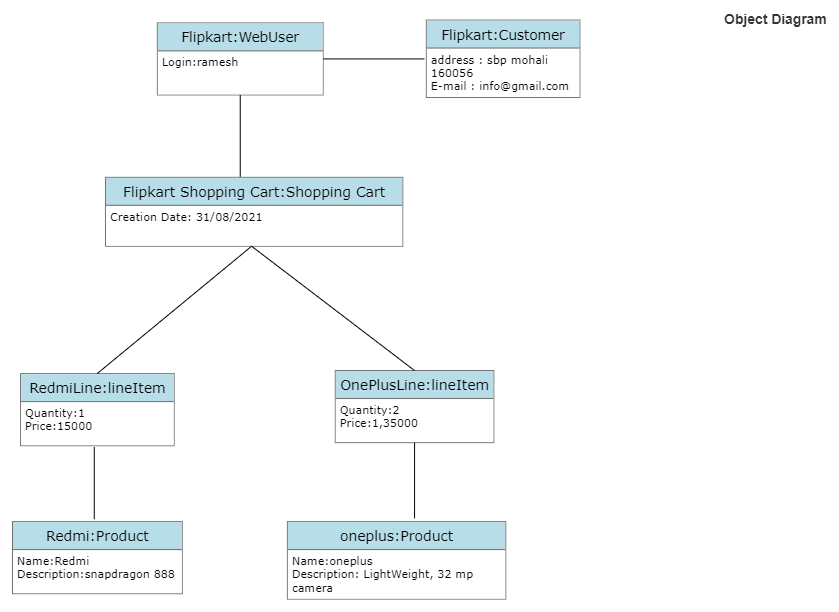 Object Diagram
Flipkart:WebUser
Login:ramesh
Flipkart:Customer
address : sbp mohali
160056
E-mail : info@gmail.com
Flipkart Shopping Cart:Shopping Cart
Creation Date: 31/08/2021
RedmiLine:lineItem
Quantity:1
Price:15000
OnePlusLine:lineItem
Quantity:2
Price:1,35000
Redmi:Product
Name:Redmi
Description:snapdragon 888
oneplus:Product
Name:oneplus
Description: LightWeight, 32 mp
camera